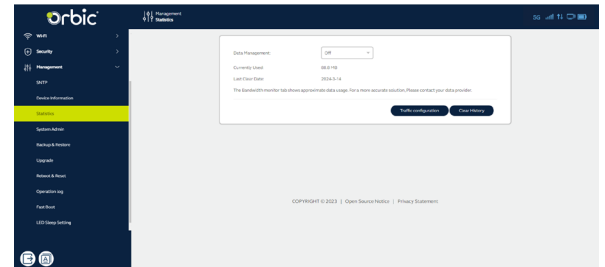 Orbic
Management
Statistics
5G
Wi-Fi
Security
Management
SNTP
Device Information
Statistics
System Admin
Backup & Restore
Upgrade
Reboot & Reset
Operation log
Fast Boot
LED Sleep Setting
Data Management
Off
Currently Used
Last Clear Date
2024-3-14
The Bandwidth monitor tab shows approximate data usage. For a more accurate solution, Please contact your data provider.
Traffic configuration
Clear History
COPYRIGHT © 2023 | Open Source Notice | Privacy Statement